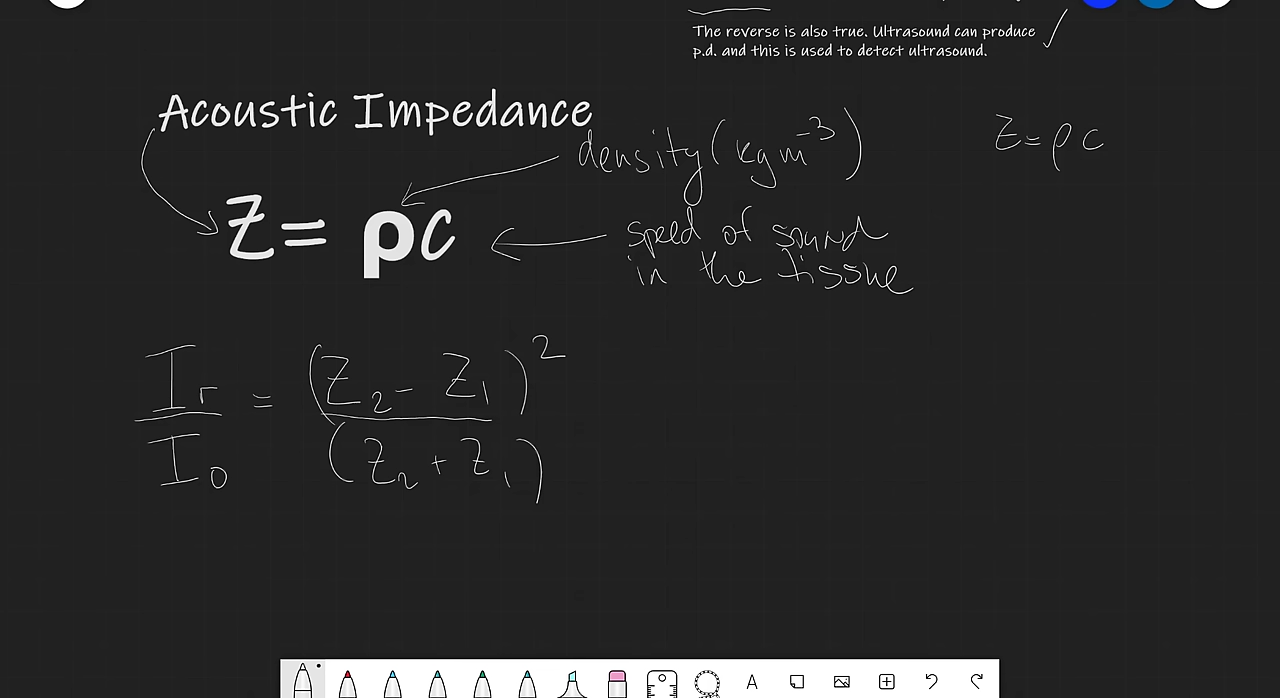 The reverse is also true. Ultrasound can produce
p.d. and this is used to detect ultrasound.
Acoustic Impedance
density (kgm⁻³)
Z = ρc
Z= ρc
speed of sound
in the tissue
Iᵣ/I₀ = (Z₂ - Z₁)²/(Z₂ + Z₁)
A